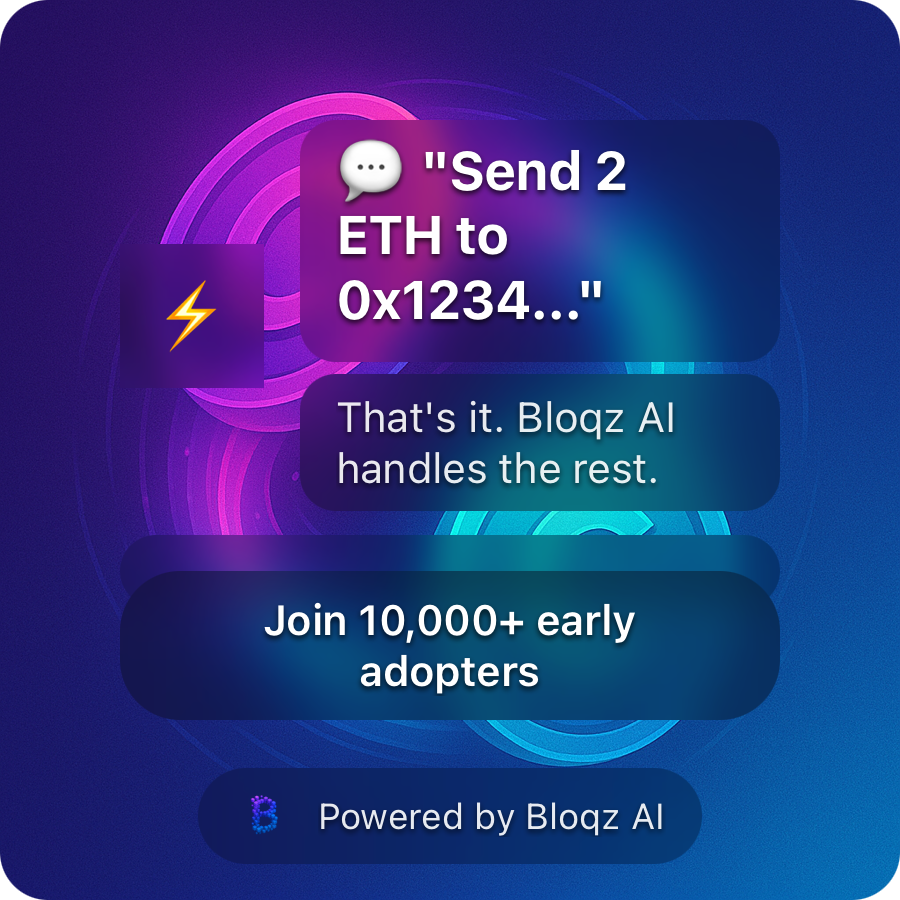 💬 "Send 2
ETH to
0x1234..."
⚡
That's it. Bloqz AI
handles the rest.
Join 10,000+ early
adopters
B Powered by Bloqz AI